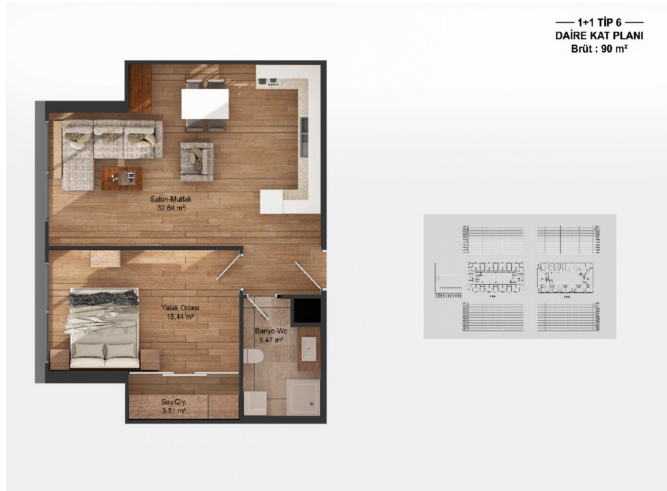 1+1 TİP 6
DAİRE KAT PLANI
Brüt : 90 m²
Salon-Mutfak
32,64 m²
Yatak Odası
15,44 m²
Banyo-Wc
5,47 m²
Soy.Oly.
3,51 m²